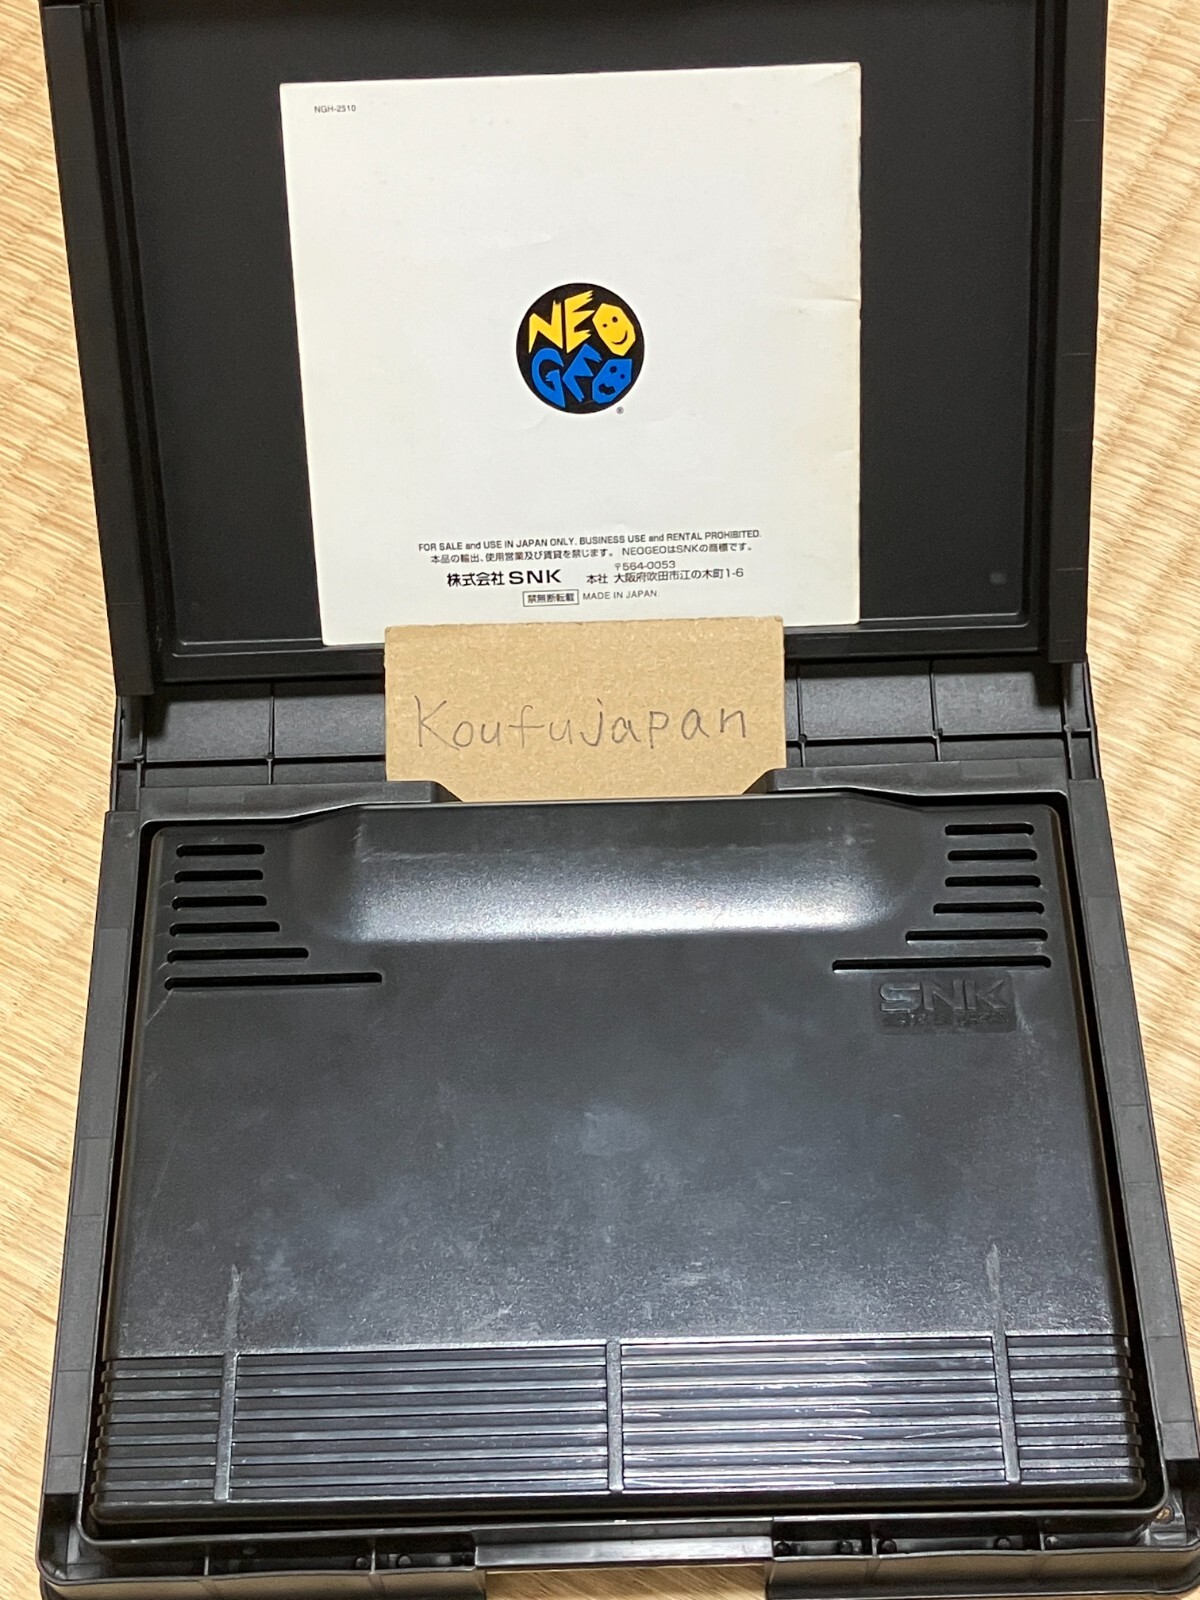 NGH-2510
NEO
GEO
®
FOR SALE and USE IN JAPAN ONLY. BUSINESS USE and RENTAL PROHIBITED.
本品の輸出、使用営業及び賃貸を禁じます。 NEOGEOはSNKの商標です。
〒564-0053
株式会社 SNK 本社 大阪府吹田市江の木町1-6
禁無断転載 MADE IN JAPAN
Koufujapan
SNK